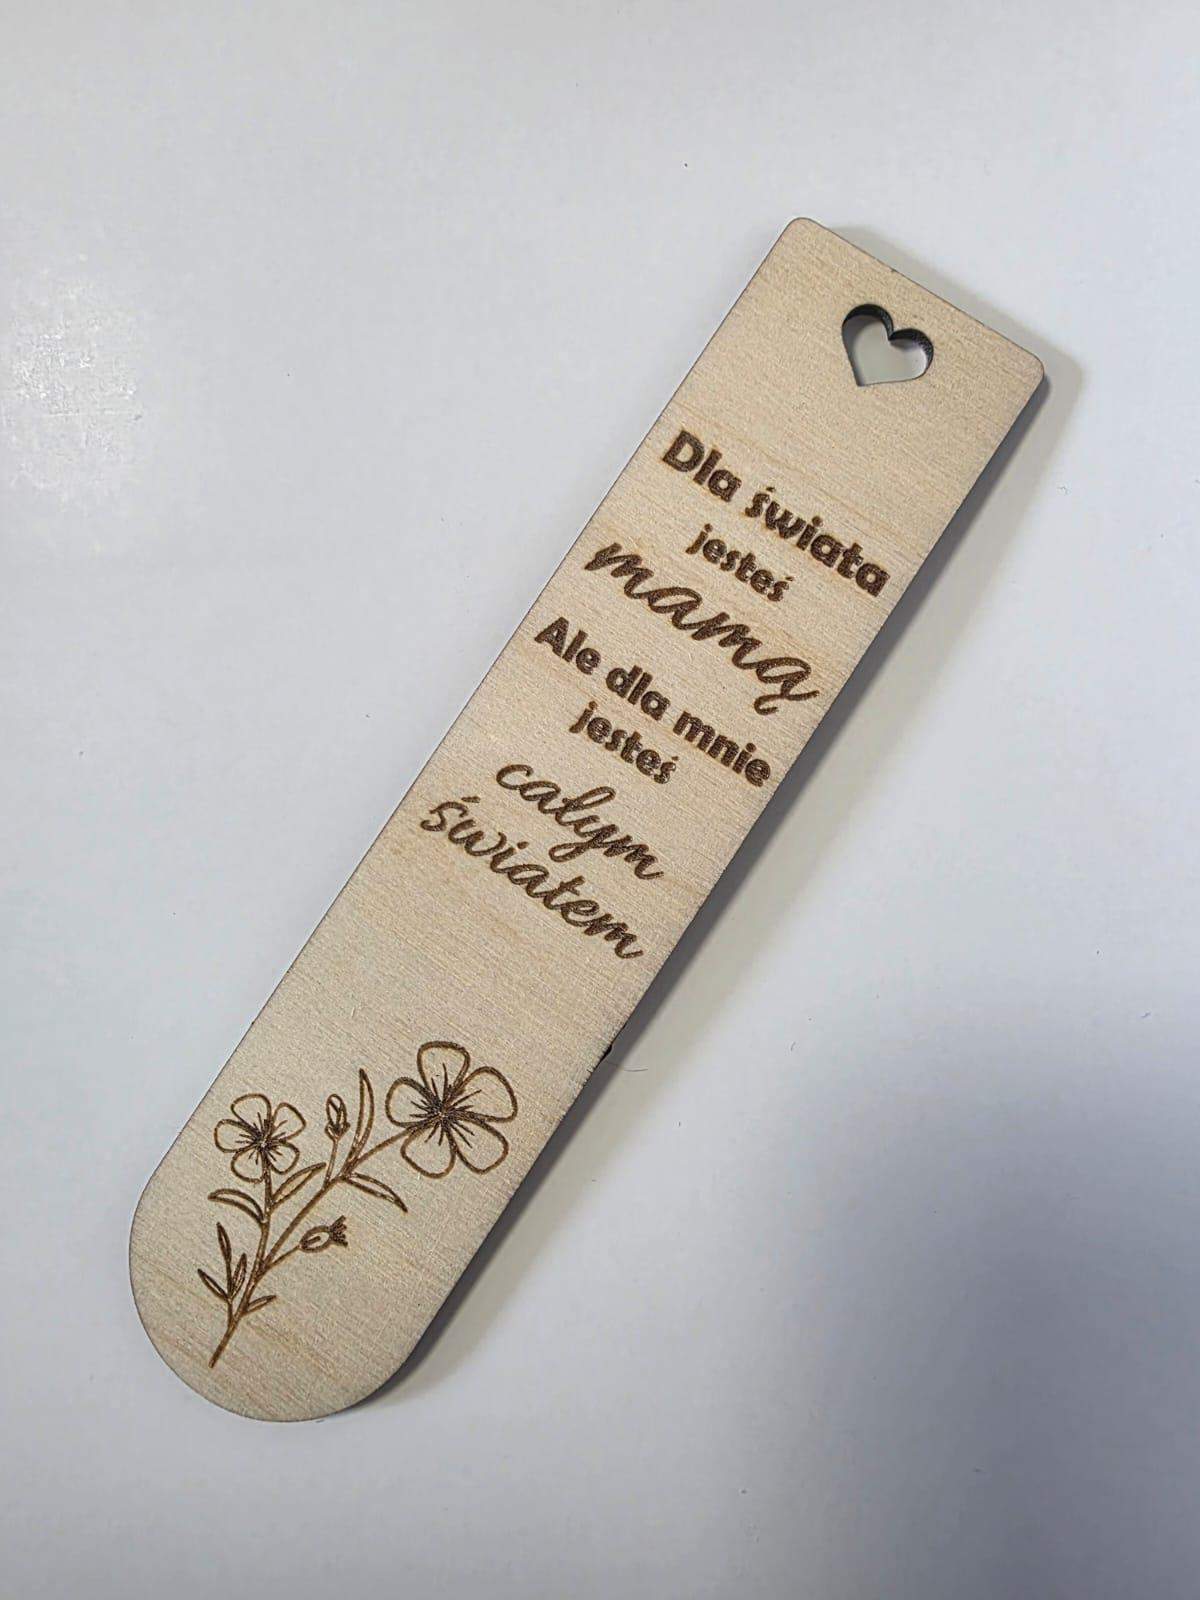 Dla świata
jesteś
mamą
Ale dla mnie
jesteś
całym
światem